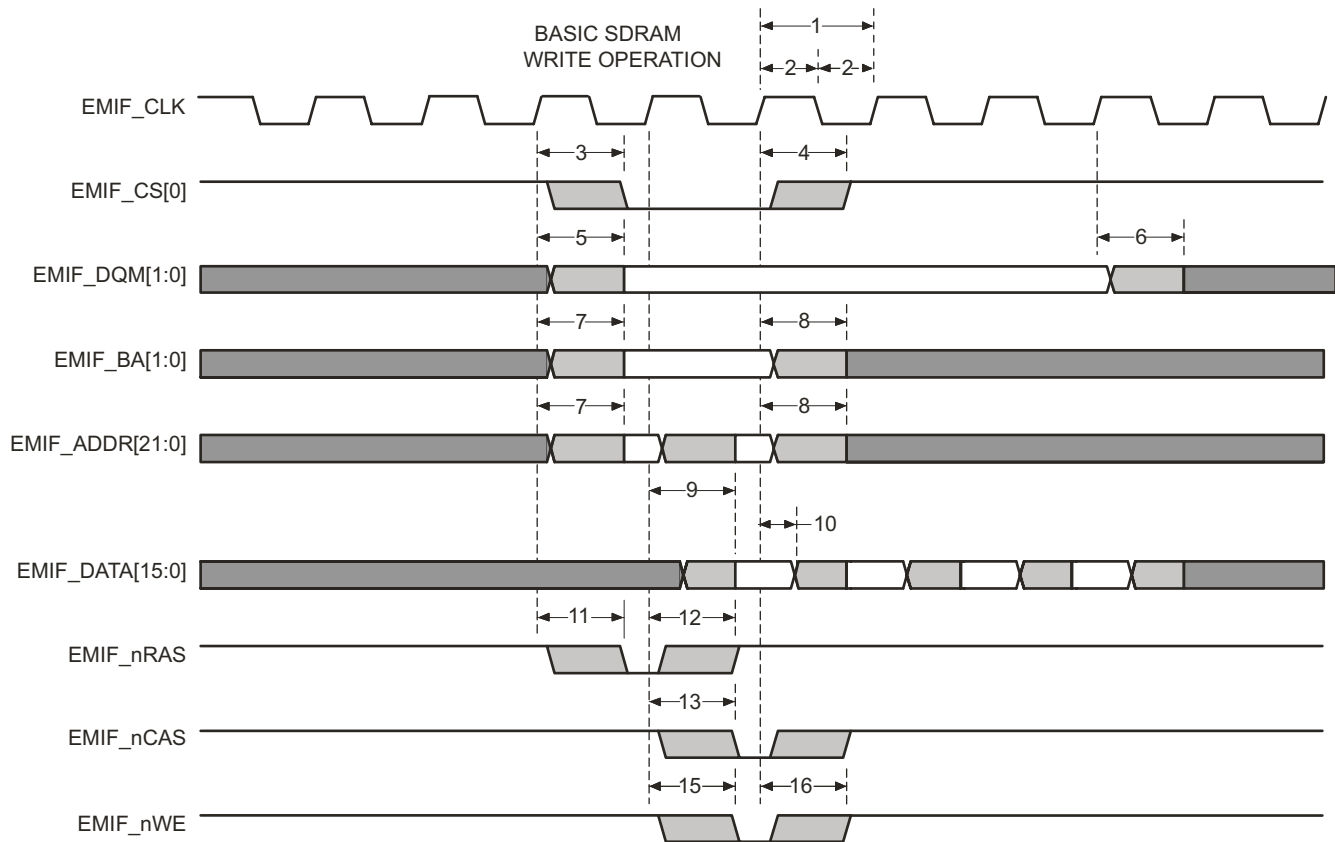 1
BASIC SDRAM
WRITE OPERATION
2 2
EMIF_CLK
3 4
EMIF_CS[0]
5 6
EMIF_DQM[1:0]
7 8
EMIF_BA[1:0]
7 8
EMIF_ADDR[21:0]
9
10
EMIF_DATA[15:0]
11 12
EMIF_nRAS
13
EMIF_nCAS
15 16
EMIF_nWE